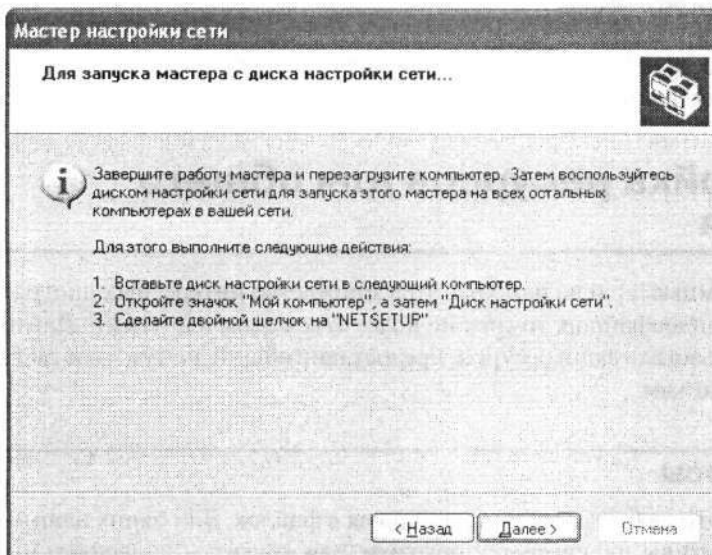 Мастер настройки сети
Для запуска мастера с диска настройки сети...
Завершите работу мастера и перезагрузите компьютер. Затем воспользуйтесь
диском настройки сети для запуска этого мастера на всех остальных
компьютерах в вашей сети.
Для этого выполните следующие действия:
1. Вставьте диск настройки сети в следующий компьютер.
2. Откройте значок "Мой компьютер", а затем "Диск настройки сети".
3. Сделайте двойной щелчок на "NETSETUP"
< Назад
Далее >
Отмена